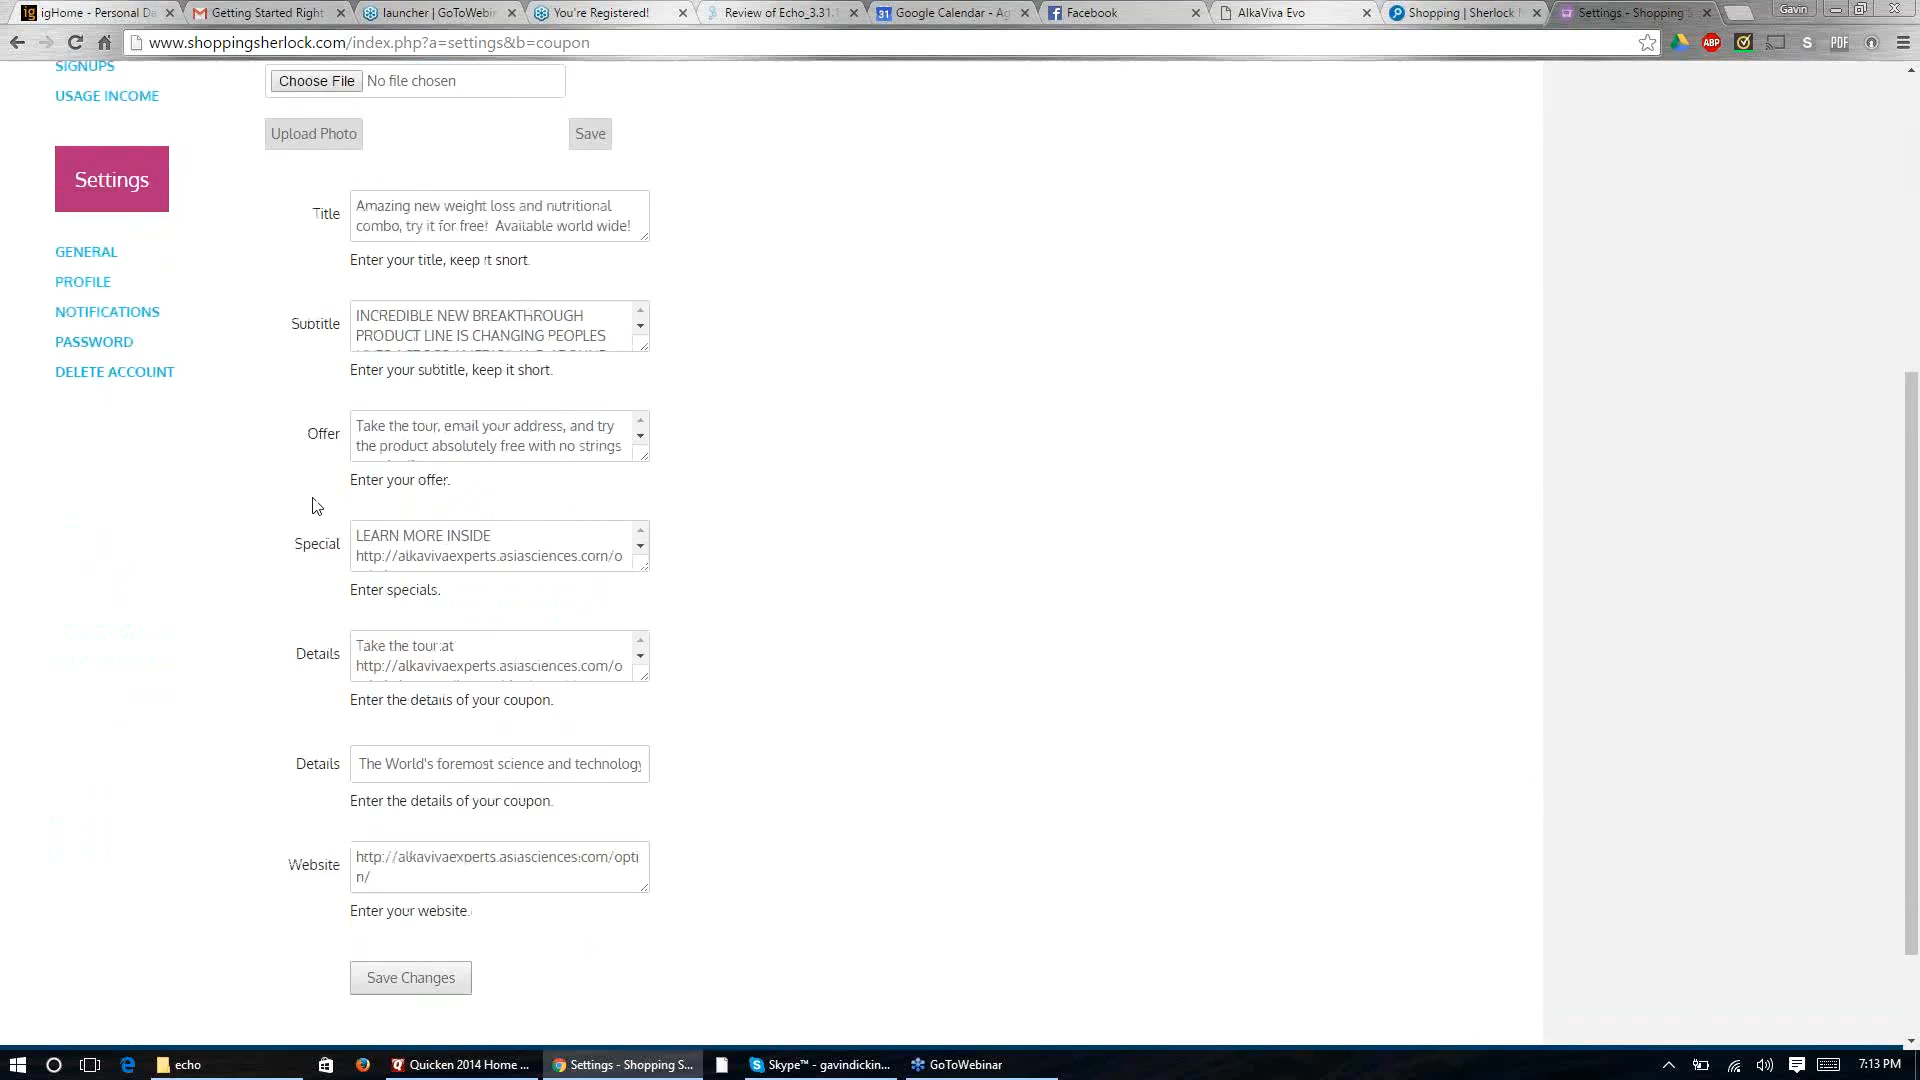 igHome - Personal Da
Getting Started Right
launcher | GoToWebin
You're Registered!
Review of Echo_3.31.
Google Calendar - Ag
Facebook
AlkaViva Evo
Shopping | Sherlock
Settings - Shopping S
Gavin
www.shoppingsherlock.com/index.php?a=settings&b=coupon
ABP
S
PDF
SIGNUPS
USAGE INCOME
Choose File No file chosen
Upload Photo
Save
Settings
GENERAL
PROFILE
NOTIFICATIONS
PASSWORD
DELETE ACCOUNT
Title
Amazing new weight loss and nutritional
combo, try it for free! Available world wide!
Enter your title, keep it short.
Subtitle
INCREDIBLE NEW BREAKTHROUGH
PRODUCT LINE IS CHANGING PEOPLES
Enter your subtitle, keep it short.
Offer
Take the tour, email your address, and try
the product absolutely free with no strings
Enter your offer.
Special
LEARN MORE INSIDE
http://alkavivaexperts.asiasciences.com/o
Enter specials.
Details
Take the tour:at
http://alkavivaexperts.asiasciences.com/o
Enter the details of your coupon.
Details
The World's foremost science and technology
Enter the details of your coupon.
Website
http://alkavivaexperts.asiasciences.com/opti
n/
Enter your website.
Save Changes
echo
Quicken 2014 Home ...
Settings - Shopping S...
Skype™ - gavindickin...
GoToWebinar
7:13 PM